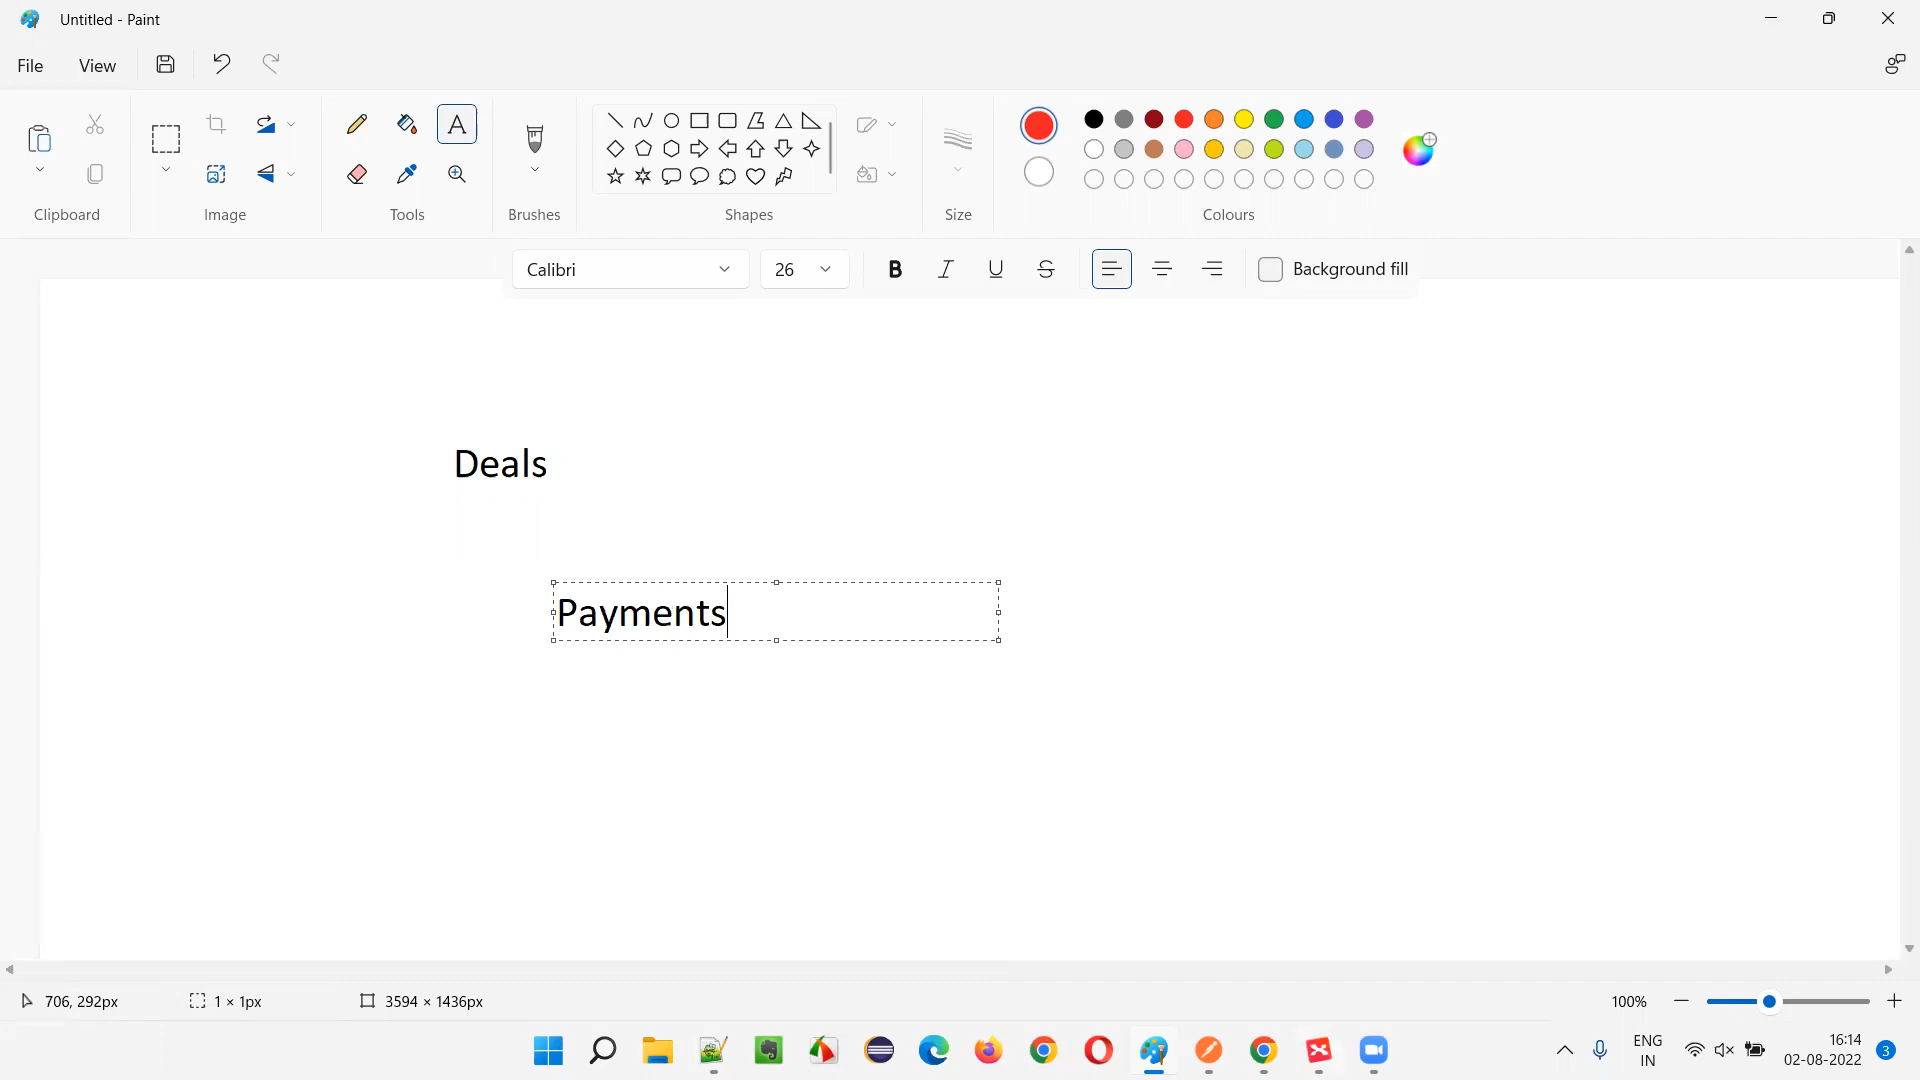 Untitled - Paint
File
View
Clipboard
Image
Tools
Brushes
Shapes
Size
Colours
Calibri
26
B
I
U
S
Background fill
Deals
Payments
706, 292px
1 × 1px
3594 × 1436px
100%
ENG
IN
16:14
02-08-2022
3